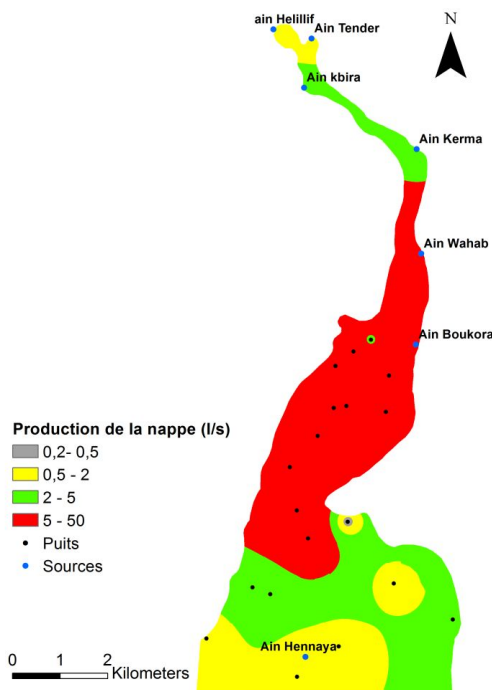 N
ain Helillif
Ain Tender
Ain kbira
Ain Kerma
Ain Wahab
Ain Boukora
Production de la nappe (l/s)
0,2- 0,5
0,5 - 2
2 - 5
5 - 50
Puits
Sources
Ain Hennaya
0 1 2
Kilometers